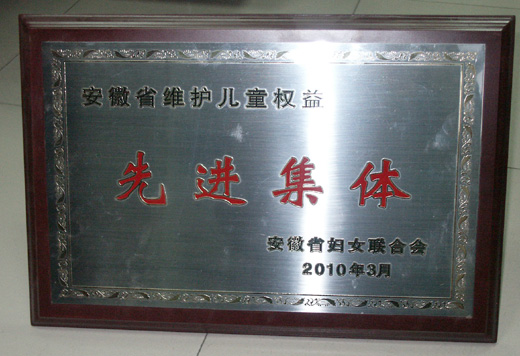 安徽省维护儿童权益
先进集体
安徽省妇女联合会
2010年3月